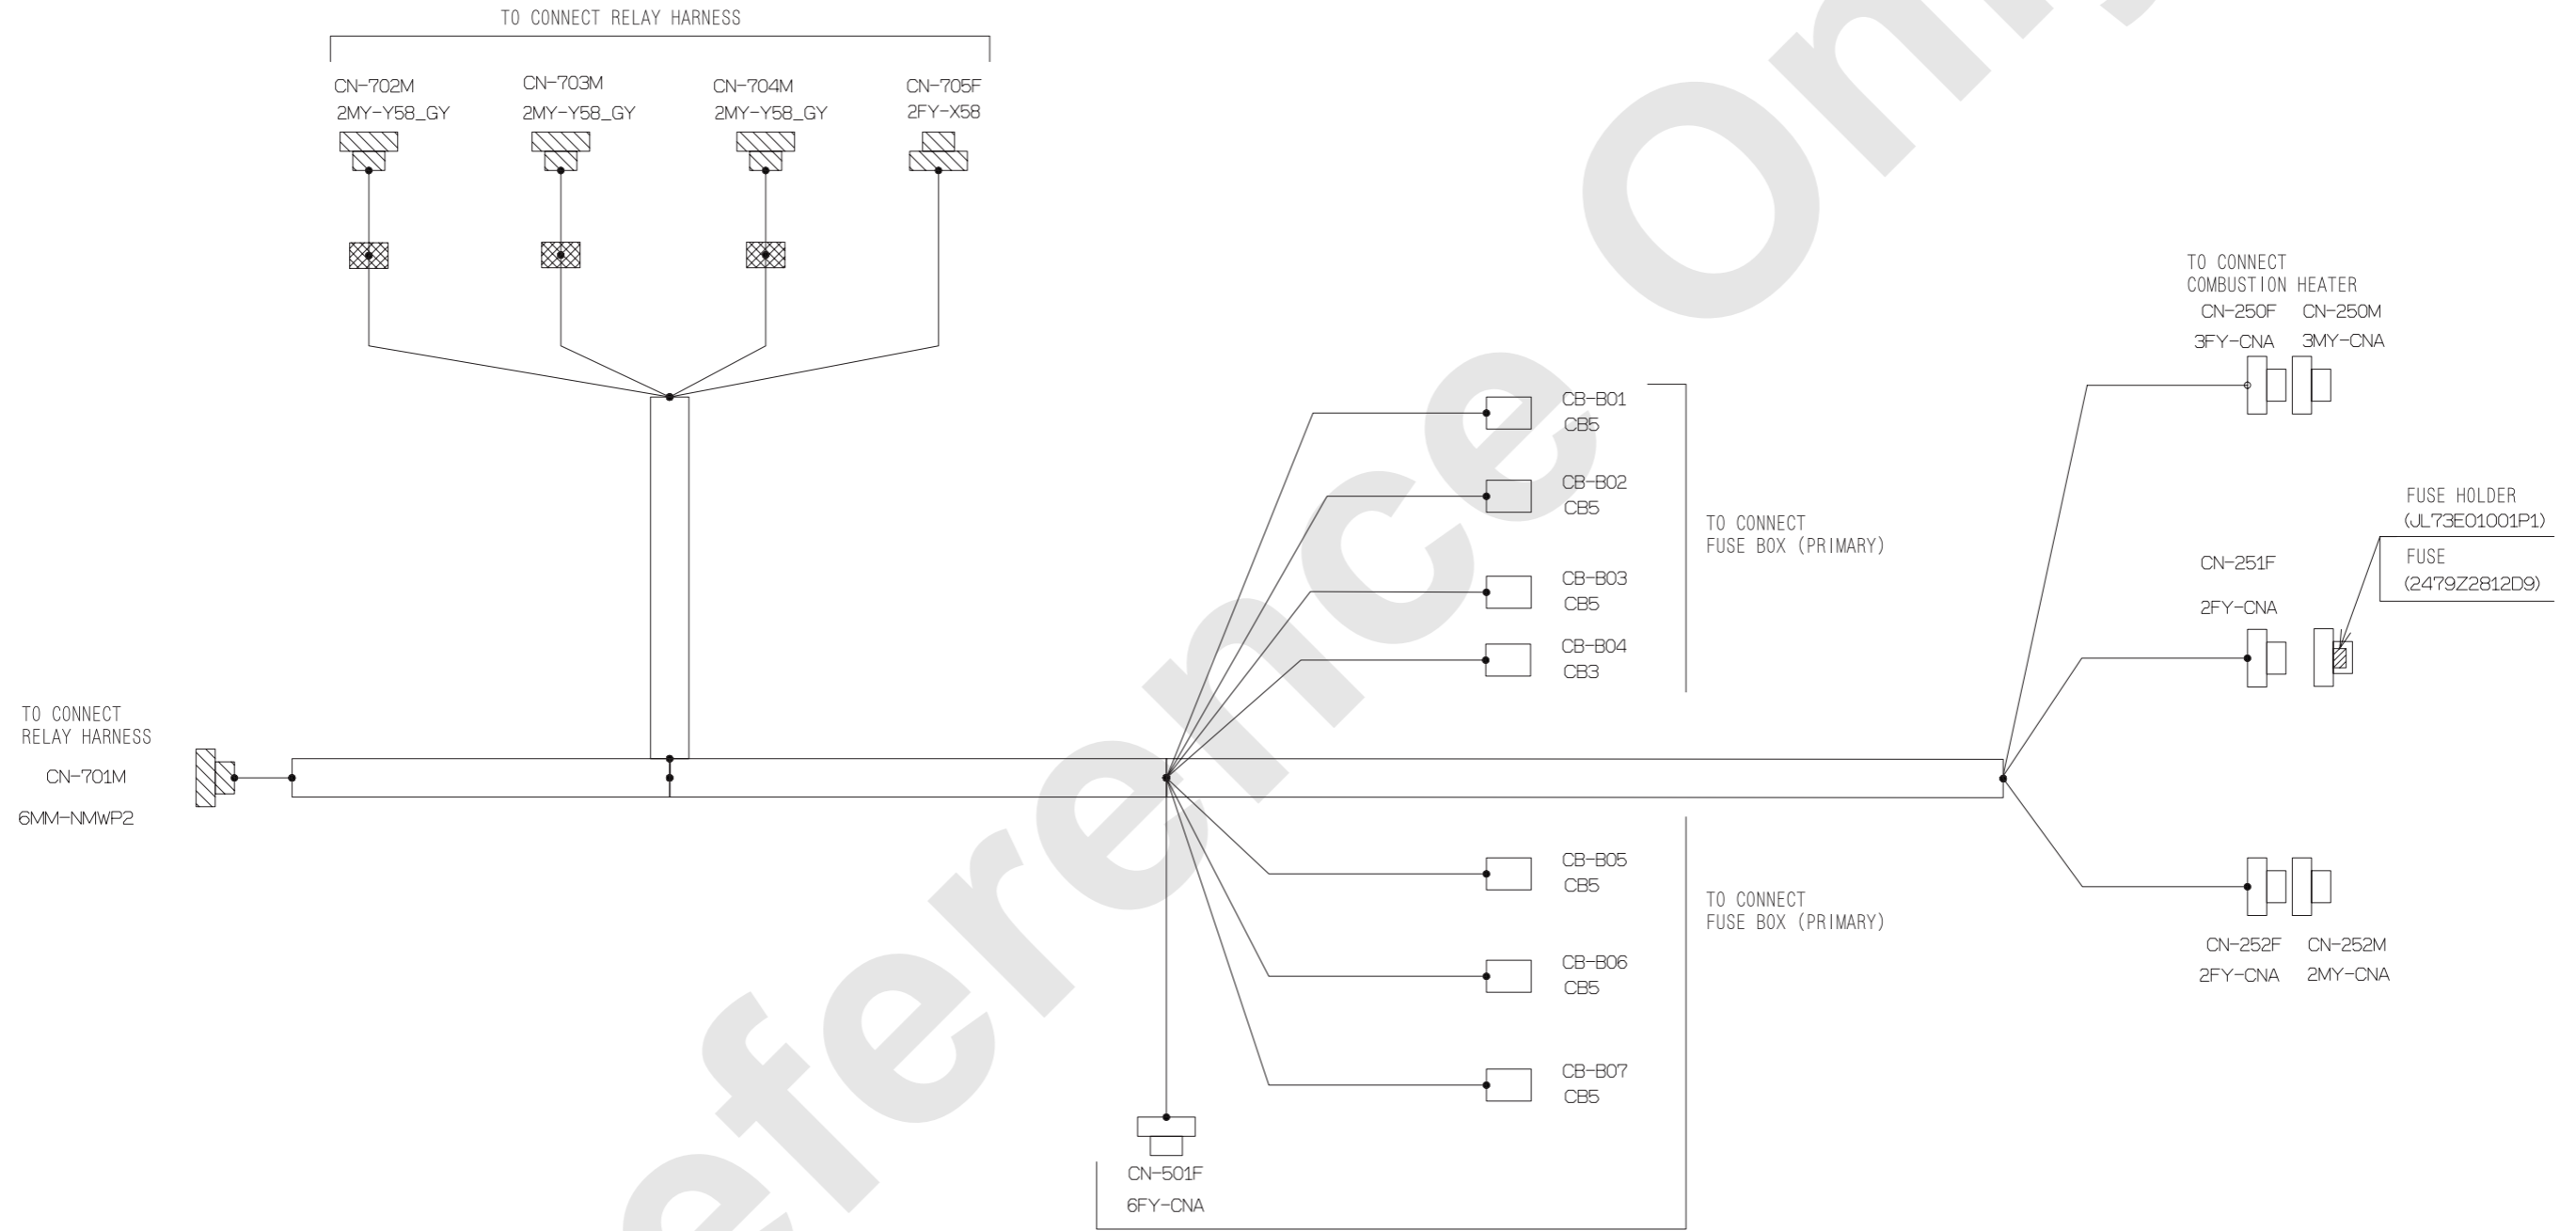 TO CONNECT RELAY HARNESS
CN-702M
2MY-Y58_GY
CN-703M
2MY-Y58_GY
CN-704M
2MY-Y58_GY
CN-705F
2FY-X58
TO CONNECT
COMBUSTION HEATER
CN-250F
3FY-CNA
CN-250M
3MY-CNA
CB-B01
CB5
CB-B02
CB5
CB-B03
CB5
CB-B04
CB3
TO CONNECT
FUSE BOX (PRIMARY)
FUSE HOLDER
(JL73E01001P1)
FUSE
(2479Z2812D9)
CN-251F
2FY-CNA
TO CONNECT
RELAY HARNESS
CN-701M
6MM-NMWP2
CB-B05
CB5
CB-B06
CB5
CB-B07
CB5
TO CONNECT
FUSE BOX (PRIMARY)
CN-252F
2FY-CNA
CN-252M
2MY-CNA
CN-501F
6FY-CNA
eference Only